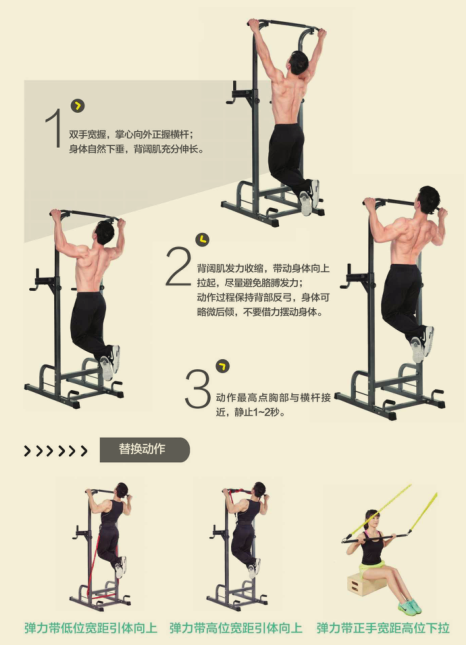 1
双手宽握，掌心向外正握横杆；
身体自然下垂，背阔肌充分伸长。
2
背阔肌发力收缩，带动身体向上
拉起，尽量避免胳膊发力；
动作过程保持背部反弓，身体可
略微后倾，不要借力摆动身体。
3
动作最高点胸部与横杆接
近，静止1~2秒。
替换动作
弹力带低位宽距引体向上
弹力带高位宽距引体向上
弹力带正手宽距高位下拉